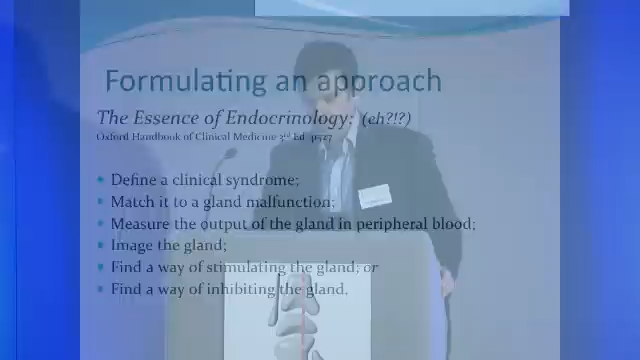 Formulating an approach
The Essence of Endocrinology; (eh?!?)
Oxford Handbook of Clinical Medicine 3rd Ed p527
• Define a clinical syndrome;
• Match it to a gland malfunction;
• Measure the output of the gland in peripheral blood;
• Image the gland;
• Find a way of stimulating the gland; or
• Find a way of inhibiting the gland.